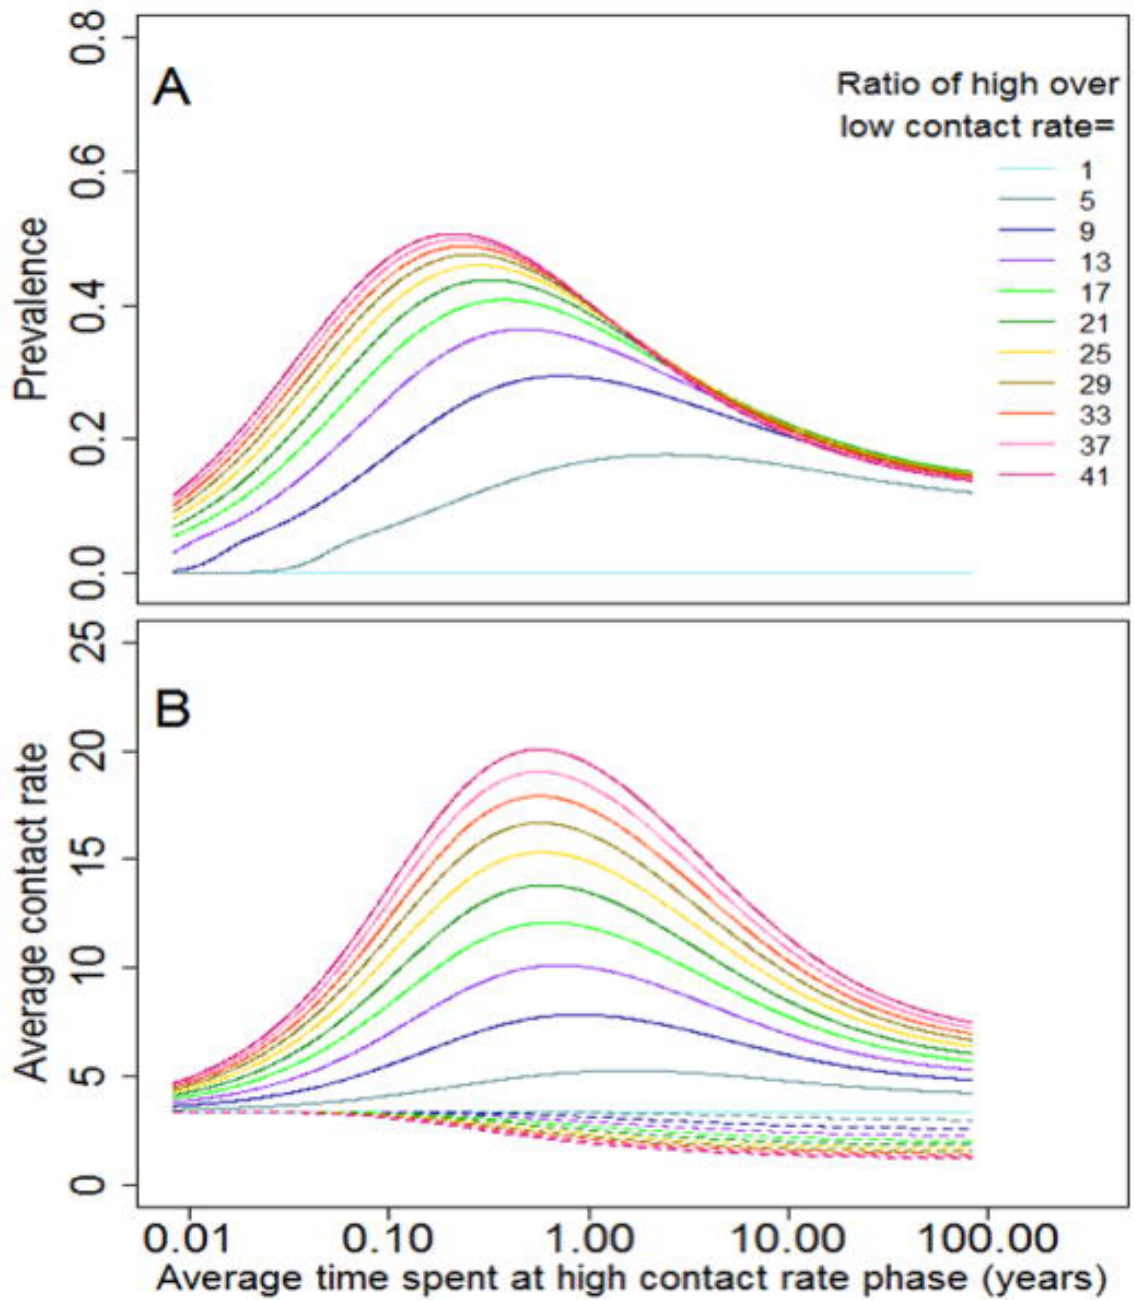 A
Ratio of high over
low contact rate=
1
5
9
13
17
21
25
29
33
37
41
Prevalence
0.8
0.6
0.4
0.2
0.0
B
Average contact rate
25
20
15
10
5
0
0.01 0.10 1.00 10.00 100.00
Average time spent at high contact rate phase (years)